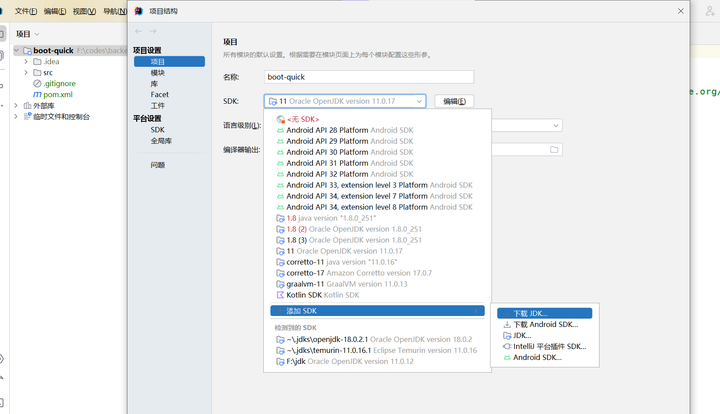 文件(F) 编辑(E) 视图(V) 导航(N)
项目
boot-quick F:\codes\backe
.idea
src
.gitignore
pom.xml
外部库
临时文件和控制台
项目结构
项目设置
项目
模块
库
Facet
工件
平台设置
SDK
全局库
问题
项目
所有模块的默认设置。根据需要在模块页面上为每个模块配置这些形参。
名称: boot-quick
SDK: 11 Oracle OpenJDK version 11.0.17 编辑(E)
语言级别(L):
编译器输出:
<无 SDK>
Android API 28 Platform Android SDK
Android API 29 Platform Android SDK
Android API 30 Platform Android SDK
Android API 31 Platform Android SDK
Android API 32 Platform Android SDK
Android API 33, extension level 3 Platform Android SDK
Android API 34, extension level 7 Platform Android SDK
Android API 34, extension level 8 Platform Android SDK
1.8 java version "1.8.0_251"
1.8 (2) Oracle OpenJDK version 1.8.0_251
1.8 (3) Oracle OpenJDK version 1.8.0_251
11 Oracle OpenJDK version 11.0.17
corretto-11 java version "11.0.16"
corretto-17 Amazon Corretto version 17.0.7
graalvm-11 GraalVM version 11.0.13
Kotlin SDK Kotlin SDK
添加 SDK
检测到的 SDK
~\.jdks\openjdk-18.0.2.1 Oracle OpenJDK version 18.0.2
~\.jdks\temurin-11.0.16.1 Eclipse Temurin version 11.0.16
F:\jdk Oracle OpenJDK version 11.0.12
下载 JDK...
下载 Android SDK...
JDK...
IntelliJ 平台插件 SDK...
Android SDK...
e.org/